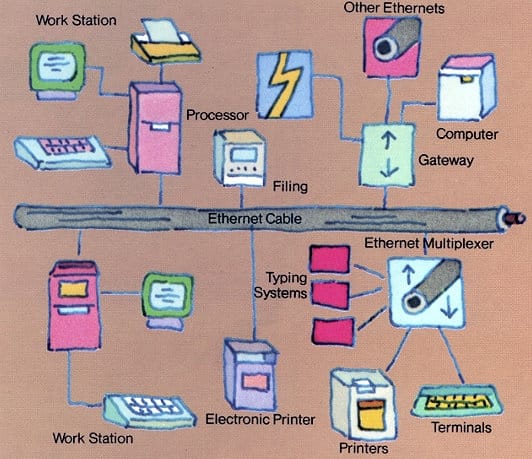 Other Ethernets
Work Station
Processor
Computer
Gateway
Filing
Ethernet Cable
Ethernet Multiplexer
Typing
Systems
Electronic Printer
Terminals
Work Station
Printers